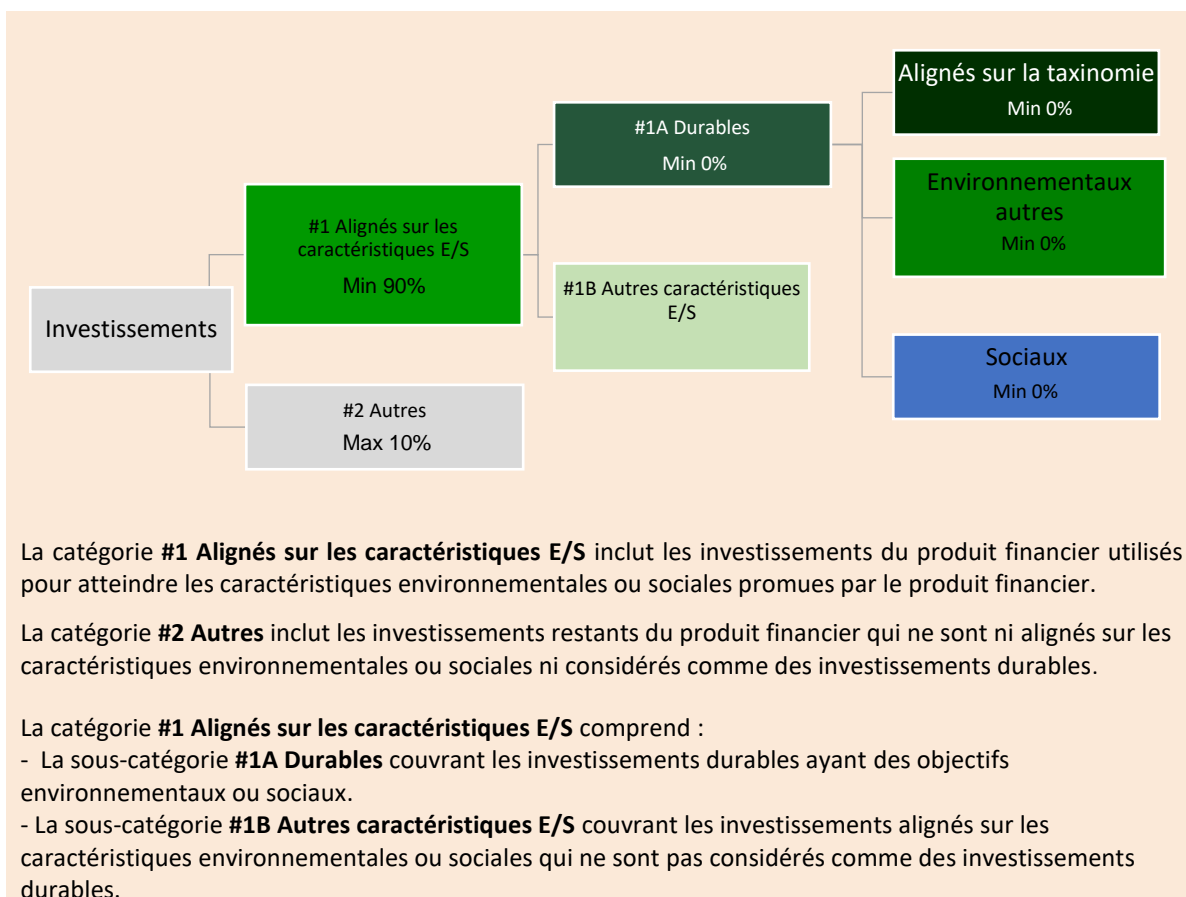 Investissements
#1 Alignés sur les
caractéristiques E/S
Min 90%
#2 Autres
Max 10%
#1A Durables
Min 0%
#1B Autres caractéristiques
E/S
Alignés sur la taxinomie
Min 0%
Environnementaux
autres
Min 0%
Sociaux
Min 0%
La catégorie #1 Alignés sur les caractéristiques E/S inclut les investissements du produit financier utilisés
pour atteindre les caractéristiques environnementales ou sociales promues par le produit financier.
La catégorie #2 Autres inclut les investissements restants du produit financier qui ne sont ni alignés sur les
caractéristiques environnementales ou sociales ni considérés comme des investissements durables.
La catégorie #1 Alignés sur les caractéristiques E/S comprend :
- La sous-catégorie #1A Durables couvrant les investissements durables ayant des objectifs
environnementaux ou sociaux.
- La sous-catégorie #1B Autres caractéristiques E/S couvrant les investissements alignés sur les
caractéristiques environnementales ou sociales qui ne sont pas considérés comme des investissements
durables.